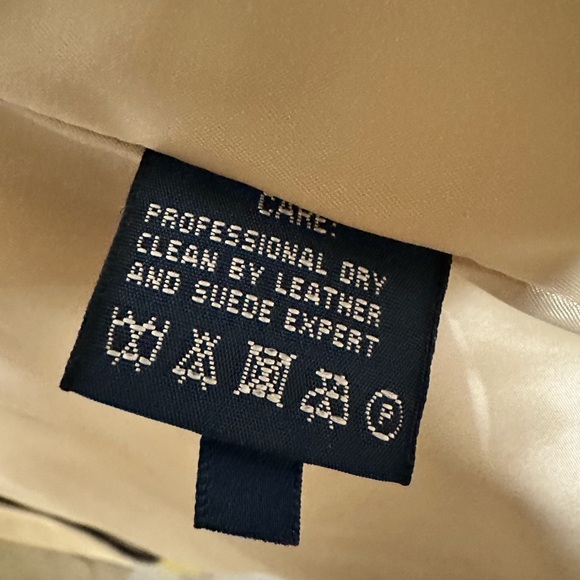 CARE:
PROFESSIONAL DRY
CLEAN BY LEATHER
AND SUEDE EXPERT
F